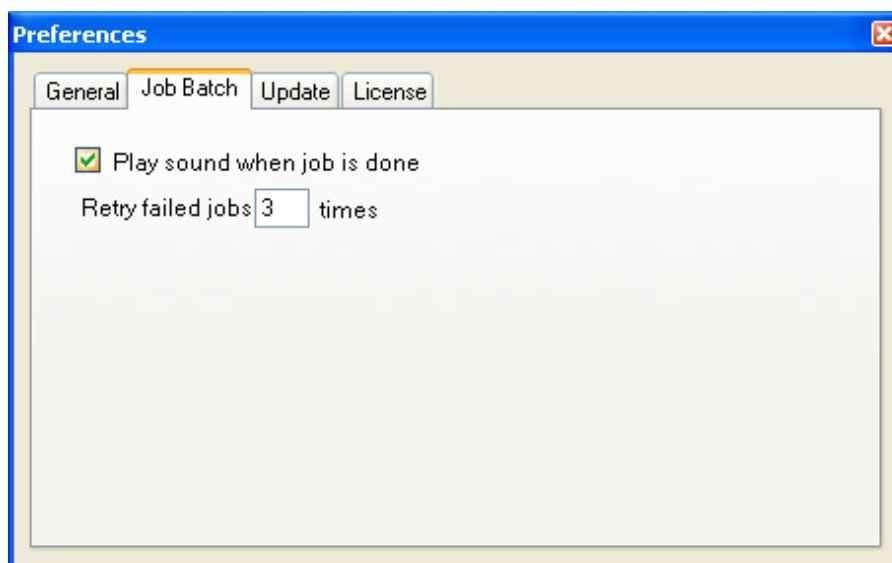 Preferences
General Job Batch Update License
Play sound when job is done
Retry failed jobs 3 times